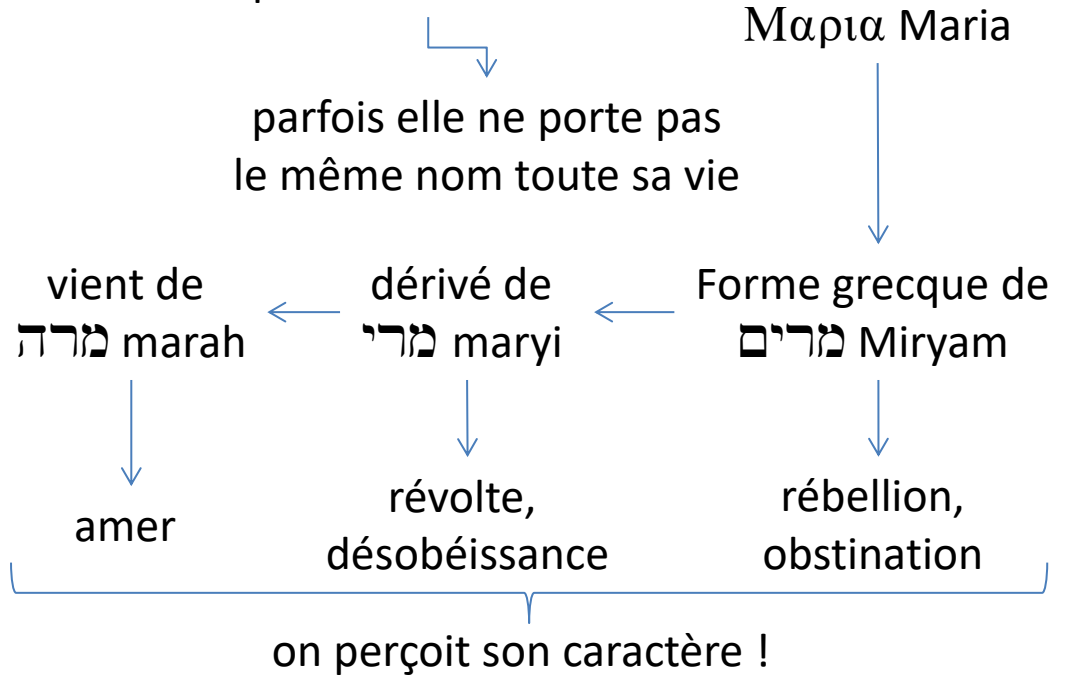 Μαρια Maria
parfois elle ne porte pas
le même nom toute sa vie
vient de
מרה marah
dérivé de
מרי maryi
Forme grecque de
מרים Miryam
amer
révolte,
désobéissance
rébellion,
obstination
on perçoit son caractère !